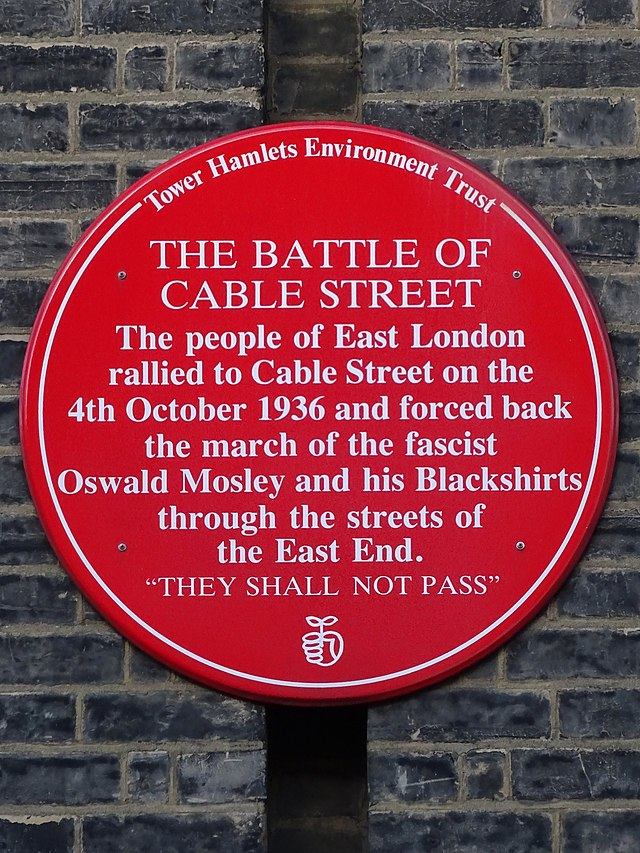 Tower Hamlets Environment Trust
THE BATTLE OF
CABLE STREET
The people of East London
rallied to Cable Street on the
4th October 1936 and forced back
the march of the fascist
Oswald Mosley and his Blackshirts
through the streets of
the East End.
“THEY SHALL NOT PASS”